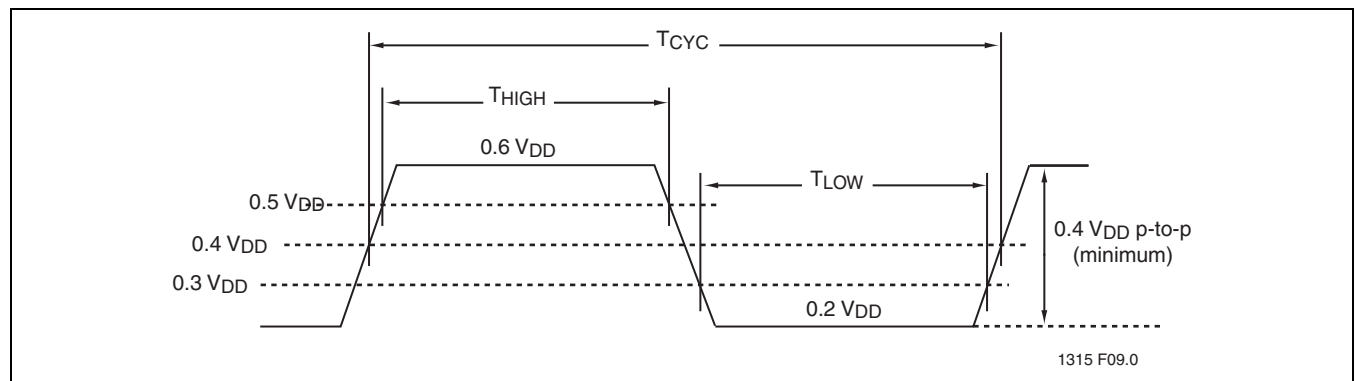 TCYC
THIGH
0.6 VDD
TLOW
0.5 VDD
0.4 VDD
0.4 VDD p-to-p
(minimum)
0.3 VDD
0.2 VDD
1315 F09.0